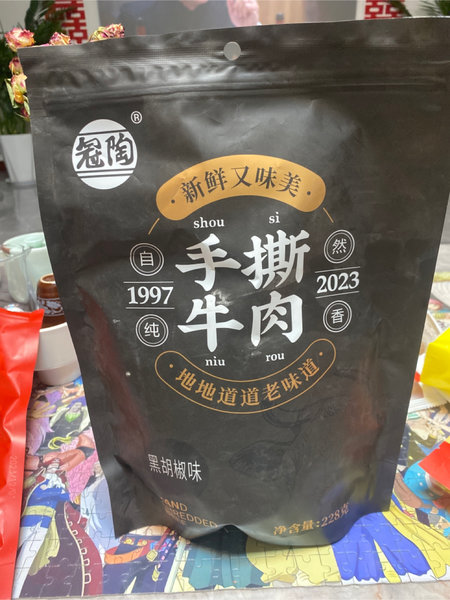 冠陶®
新鲜又味美
shou si
手撕
牛肉
niu rou
自然
1997 2023
纯香
地地道道老味道
黑胡椒味
净含量:228克